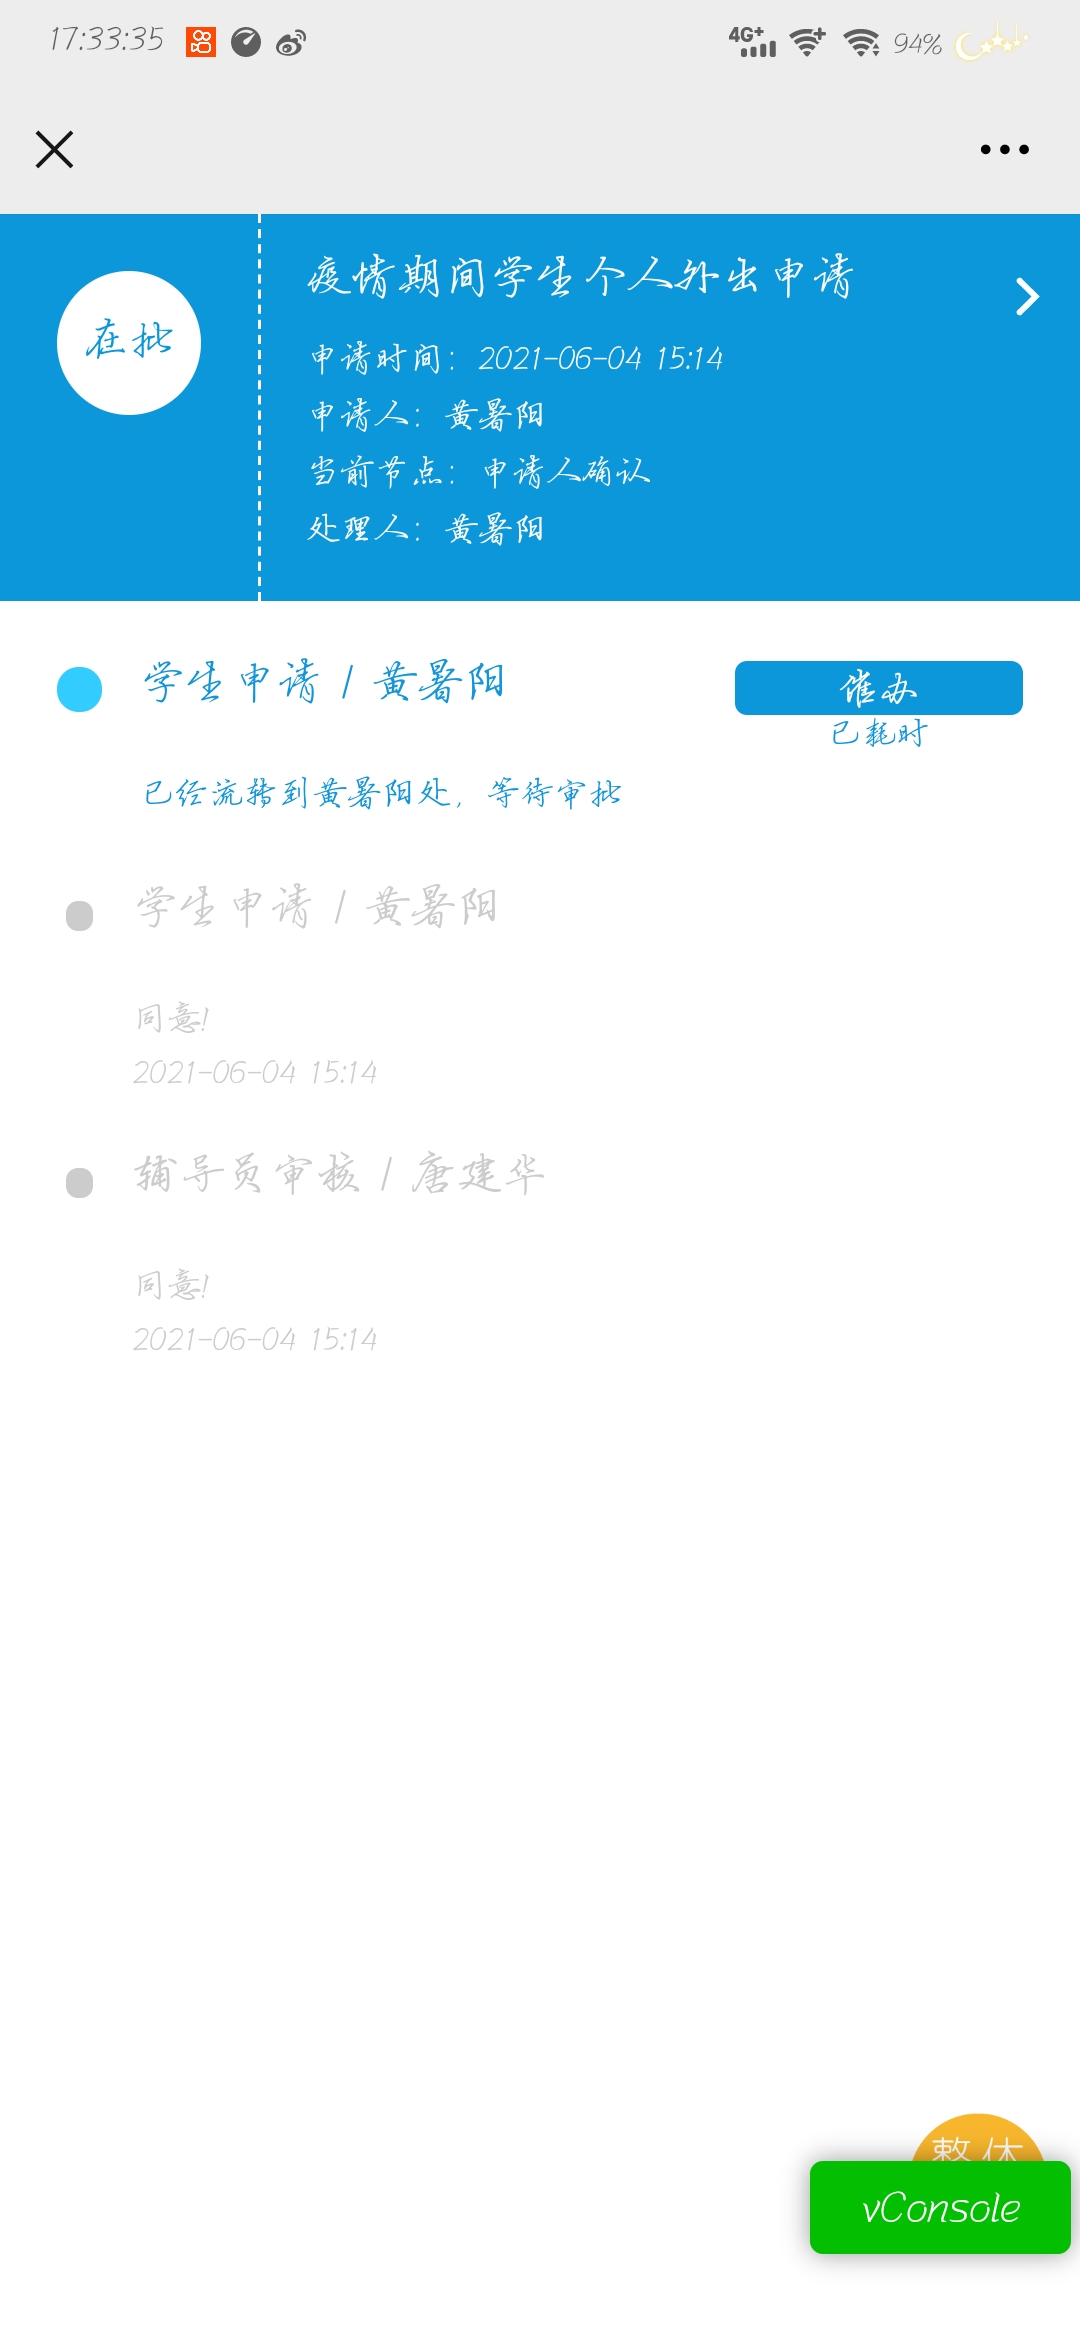 17:33:35
4G+
94%
在批
疫情期间学生个人外出申请
申请时间：2021-06-04 15:14
申请人：黄暑阳
当前节点：申请人确认
处理人：黄暑阳
学生申请 / 黄暑阳
催办
已耗时
已经流转到黄暑阳处，等待审批
学生申请 / 黄暑阳
同意!
2021-06-04 15:14
辅导员审核 / 唐建华
同意!
2021-06-04 15:14
整体
vConsole